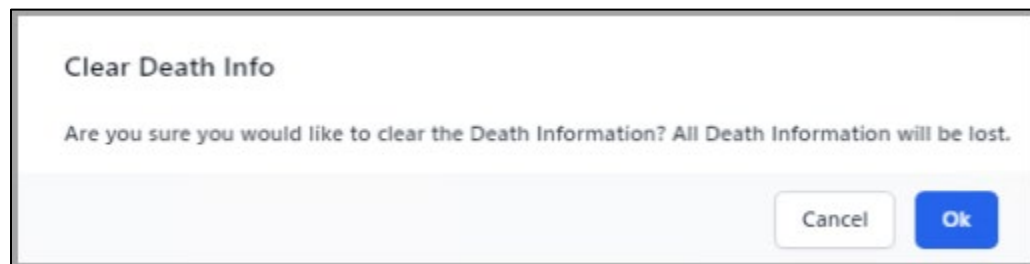 Clear Death Info
Are you sure you would like to clear the Death Information? All Death Information will be lost.
Cancel Ok